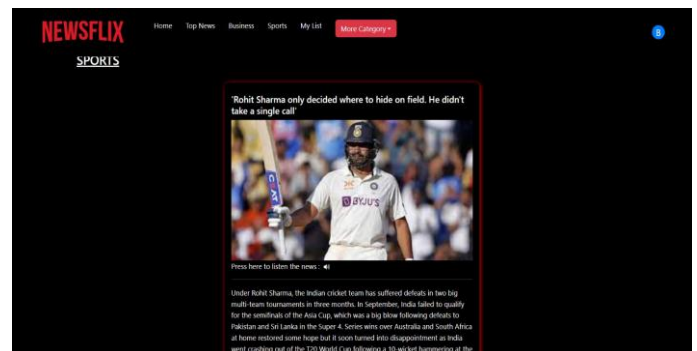 NEWSFLIX
Home Top News Business Sports My List More Category
B
SPORTS
'Rohit Sharma only decided where to hide on field. He didn't
take a single call'
CEAT
BYJU'S
Press here to listen the news :
Under Rohit Sharma, the Indian cricket team has suffered defeats in two big
multi-team tournaments in three months. In September, India failed to qualify
for the semifinals of the Asia Cup, which was a big blow following defeats to
Pakistan and Sri Lanka in the Super 4. Series wins over Australia and South Africa
at home restored some hope but it soon turned into disappointment as India
went crashing out of the T20 World Cup following a 10-wicket hammering at the